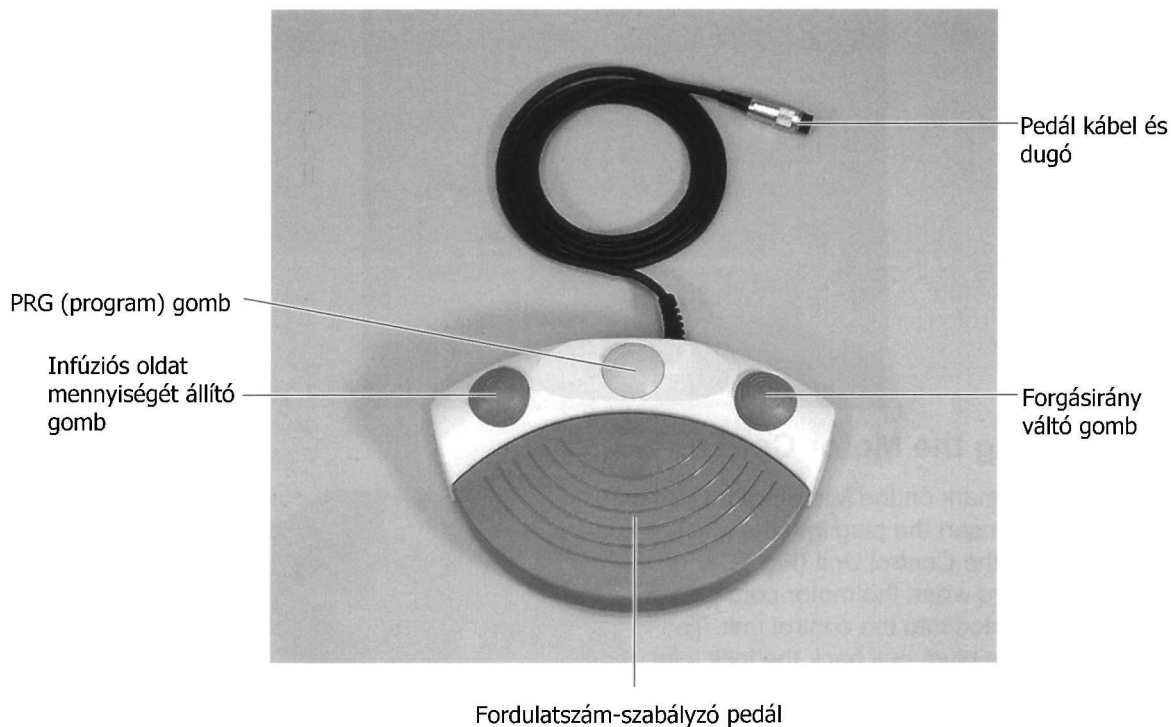 Pedál kábel és
dugó
PRG (program) gomb
Infúziós oldat
mennyiségét állító
gomb
Forgásirány
váltó gomb
Fordulatszám-szabályzó pedál